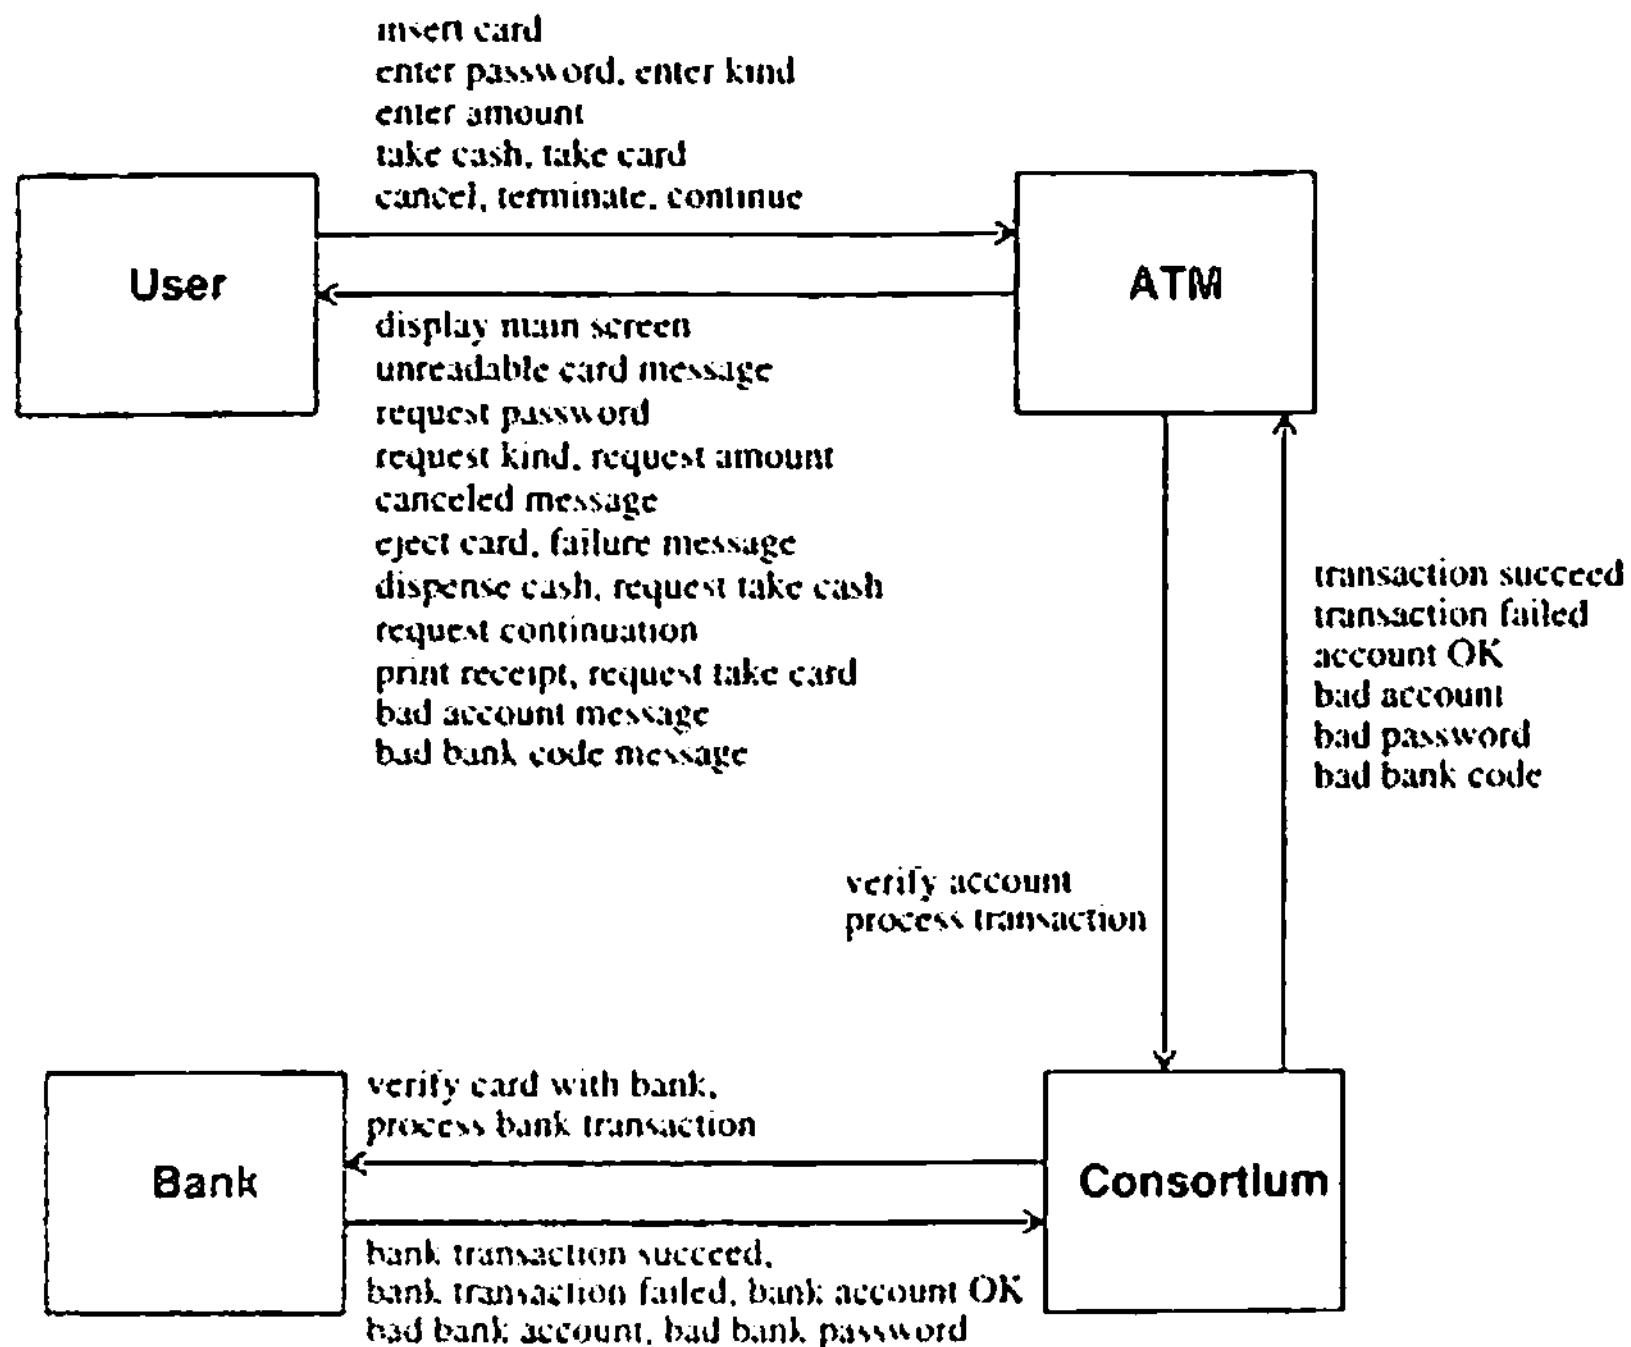 insert card
enter password, enter kind
enter amount
take cash, take card
cancel, terminate, continue
User
ATM
display main screen
unreadable card message
request password
request kind, request amount
canceled message
eject card, failure message
dispense cash, request take cash
request continuation
print receipt, request take card
bad account message
bad bank code message
transaction succeed
transaction failed
account OK
bad account
bad password
bad bank code
verify account
process transaction
verify card with bank,
process bank transaction
Bank
Consortium
bank transaction succeed,
bank transaction failed, bank account OK
bad bank account, bad bank password